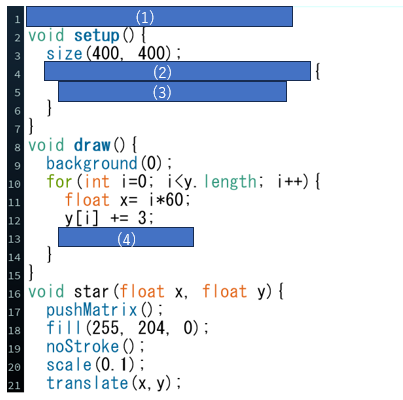 1 (1)
2 void setup(){
3 size(400, 400);
4 (2) {
5 (3)
6 }
7 }
8 void draw(){
9 background(0);
10 for(int i=0; i<y.length; i++){
11 float x= i*60;
12 y[i] += 3;
13 (4)
14 }
15 }
16 void star(float x, float y){
17 pushMatrix();
18 fill(255, 204, 0);
19 noStroke();
20 scale(0.1);
21 translate(x,y);